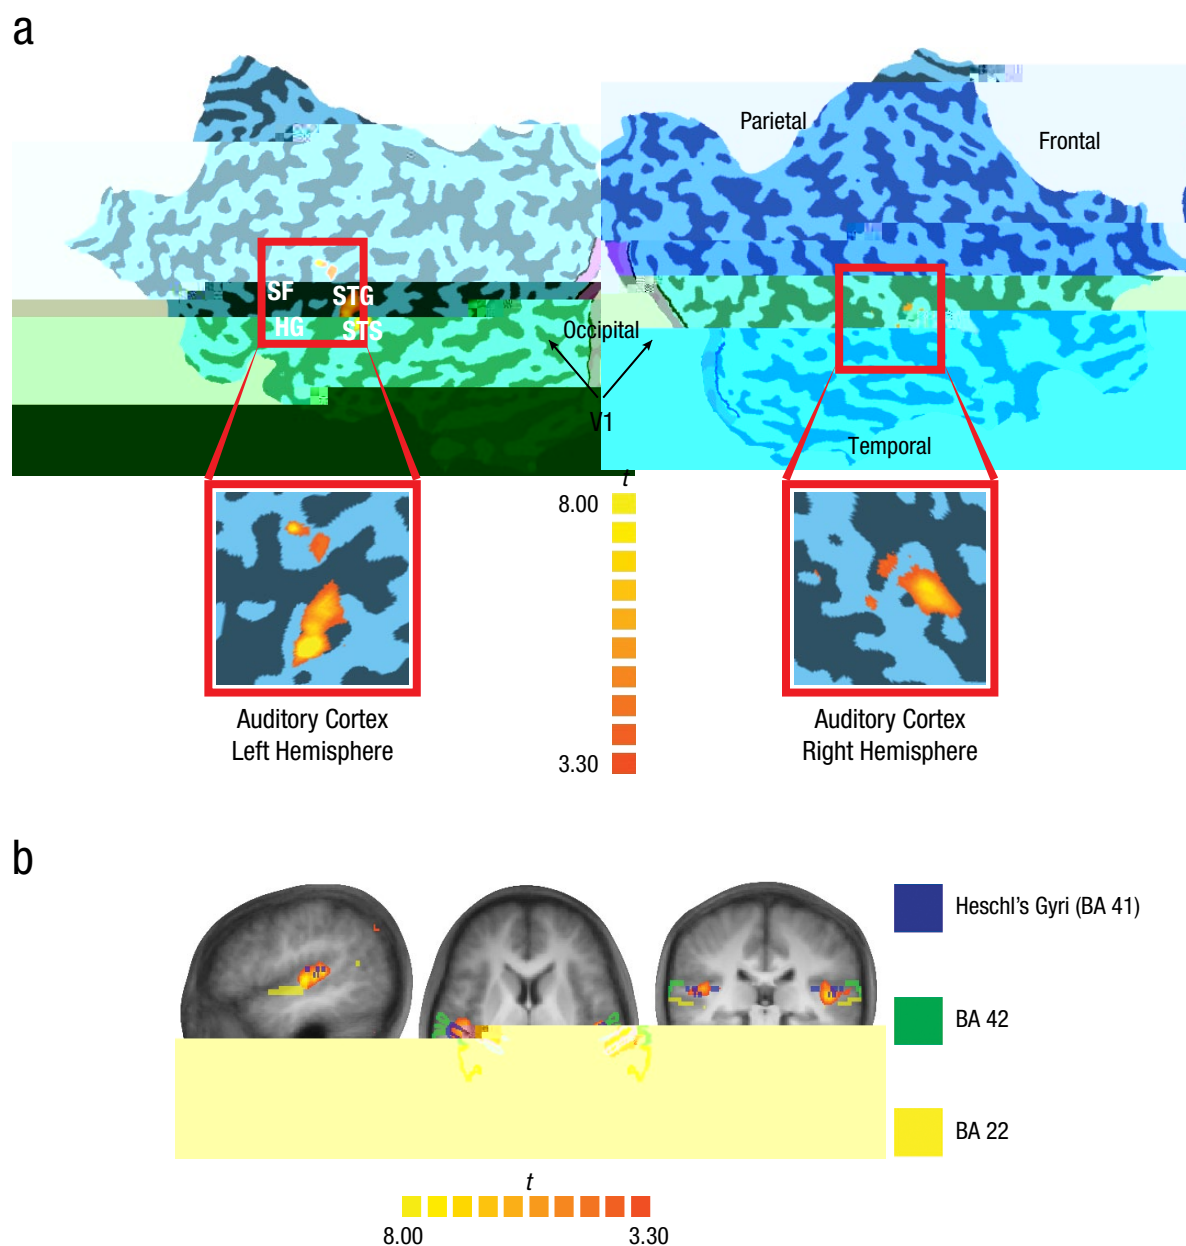 a
Parietal
Frontal
SF
STG
HG
STS
Occipital
V1
Temporal
t
8.00
3.30
Auditory Cortex
Left Hemisphere
Auditory Cortex
Right Hemisphere
b
Heschl's Gyri (BA 41)
BA 42
BA 22
t
8.00
3.30